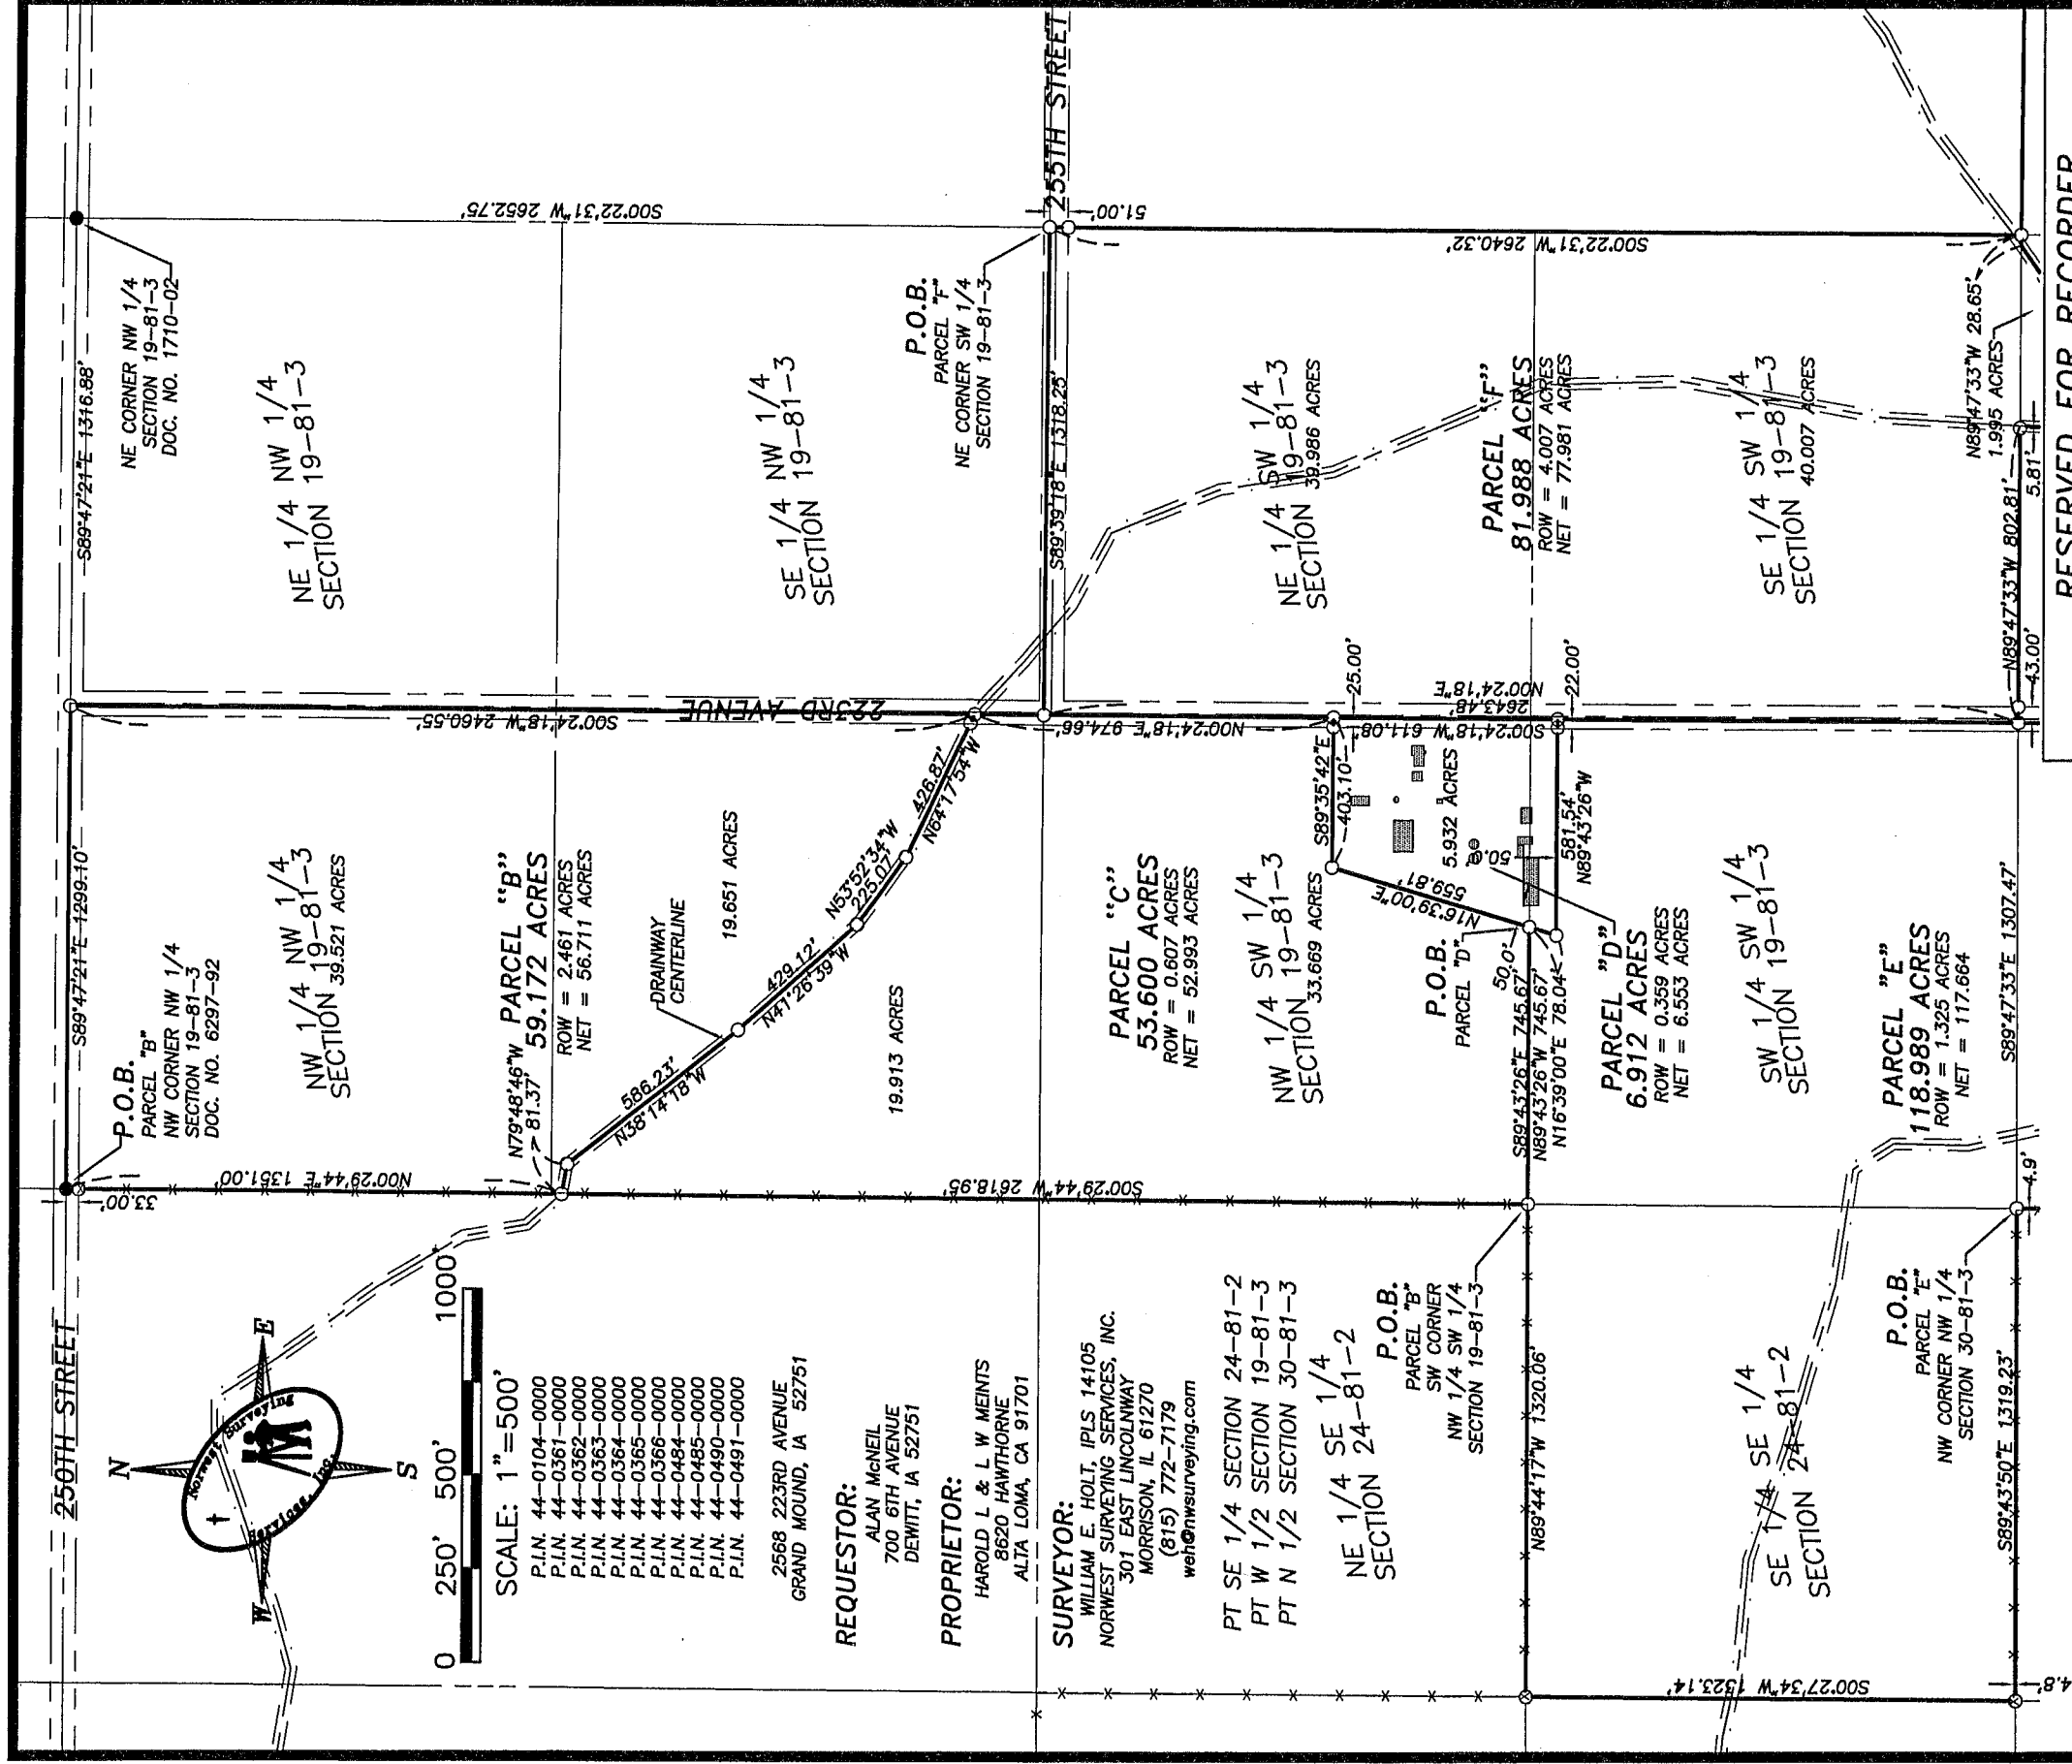 250TH STREET
33.00'
S89°47'21"E 1299.10'
S89°47'21"E 1316.88'
P.O.B.
PARCEL "B"
NW CORNER NW 1/4
SECTION 19-81-3
DOC. NO. 6297-92
NE CORNER NW 1/4
SECTION 19-81-3
DOC. NO. 1710-02
NW 1/4 NW 1/4
SECTION 19-81-3
39.521 ACRES
NE 1/4 NW 1/4
SECTION 19-81-3
N00°29'44"E 1351.00'
S00°24'18"W 2460.55'
S00°22'31"W 2652.75'
223RD AVENUE
N79°48'46"W
81.37'
PARCEL "B"
59.172 ACRES
ROW = 2.461 ACRES
NET = 56.711 ACRES
586.23'
N38°14'18"W
DRAINWAY
CENTERLINE
429.12'
N41°26'39"W
N53°52'34"W
225.07'
426.87'
N64°17'54"W
19.651 ACRES
19.913 ACRES
SE 1/4 NW 1/4
SECTION 19-81-3
P.O.B.
PARCEL "F"
NE CORNER SW 1/4
SECTION 19-81-3
255TH STREET
51.00'
S89°39'18"E 1318.25'
S00°29'44"W 2618.95'
N00°24'18"E 974.66'
PARCEL "C"
53.600 ACRES
ROW = 0.607 ACRES
NET = 52.993 ACRES
NW 1/4 SW 1/4
SECTION 19-81-3
33.669 ACRES
NE 1/4 SW 1/4
SECTION 19-81-3
39.986 ACRES
S89°35'42"E
403.10'
25.00'
S00°24'18"W 611.08'
N00°24'18"E
2643.48'
22.00'
5.932 ACRES
50.
559.81'
N16°39'00"E
581.54'
N89°43'26"W
P.O.B.
PARCEL "D"
50.0'
S89°43'26"E 745.67'
N89°43'26"W 745.67'
N16°39'00"E 78.04'
PARCEL "D"
6.912 ACRES
ROW = 0.359 ACRES
NET = 6.553 ACRES
PARCEL "F"
81.988 ACRES
ROW = 4.007 ACRES
NET = 77.981 ACRES
S00°22'31"W 2640.32'
SW 1/4 SW 1/4
SECTION 19-81-3
SE 1/4 SW 1/4
SECTION 19-81-3
40.007 ACRES
PARCEL "E"
118.989 ACRES
ROW = 1.325 ACRES
NET = 117.664
S89°47'33"E 1307.47'
N89°47'33"W 802.81'
N89°47'33"W 28.65'
1.995 ACRES
43.00'
5.81'
4.9'
N
E
S
W
Norwest Surveying
Services, Inc.
0 250' 500' 1000'
SCALE: 1"=500'
P.I.N. 44-0104-0000
P.I.N. 44-0361-0000
P.I.N. 44-0362-0000
P.I.N. 44-0363-0000
P.I.N. 44-0364-0000
P.I.N. 44-0365-0000
P.I.N. 44-0366-0000
P.I.N. 44-0484-0000
P.I.N. 44-0485-0000
P.I.N. 44-0490-0000
P.I.N. 44-0491-0000
2568 223RD AVENUE
GRAND MOUND, IA 52751
REQUESTOR:
ALAN McNEIL
700 6TH AVENUE
DEWITT, IA 52751
PROPRIETOR:
HAROLD L & L W MEINTS
8620 HAWTHORNE
ALTA LOMA, CA 91701
SURVEYOR:
WILLIAM E. HOLT, IPLS 14105
NORWEST SURVEYING SERVICES, INC.
301 EAST LINCOLNWAY
MORRISON, IL 61270
(815) 772-7179
weh@nwsurveying.com
PT SE 1/4 SECTION 24-81-2
PT W 1/2 SECTION 19-81-3
PT N 1/2 SECTION 30-81-3
NE 1/4 SE 1/4
SECTION 24-81-2
P.O.B.
PARCEL "B"
SW CORNER
NW 1/4 SW 1/4
SECTION 19-81-3
N89°44'17"W 1320.06'
SE 1/4 SE 1/4
SECTION 24-81-2
P.O.B.
PARCEL "E"
NW CORNER NW 1/4
SECTION 30-81-3
S00°27'34"W 1323.14'
S89°43'50"E 1319.23'
4.8'
RESERVED FOR RECORDER